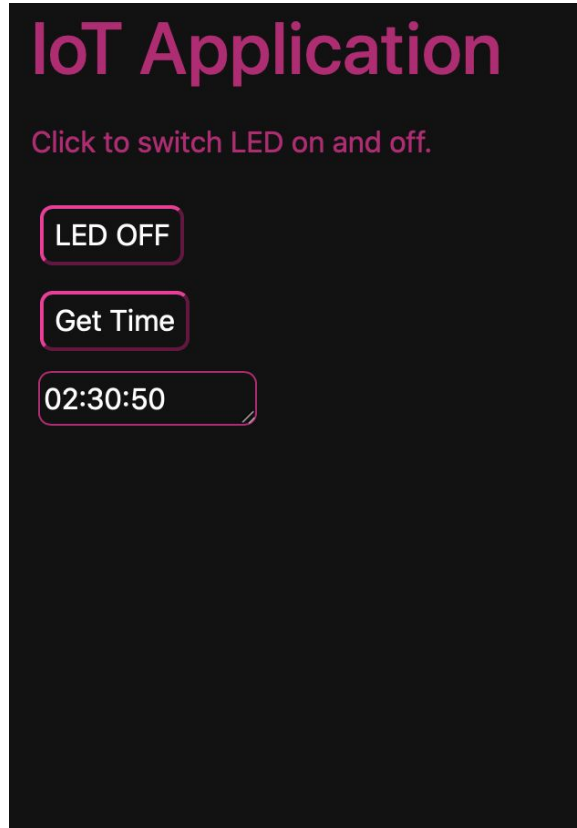 IoT Application
Click to switch LED on and off.
LED OFF
Get Time
02:30:50